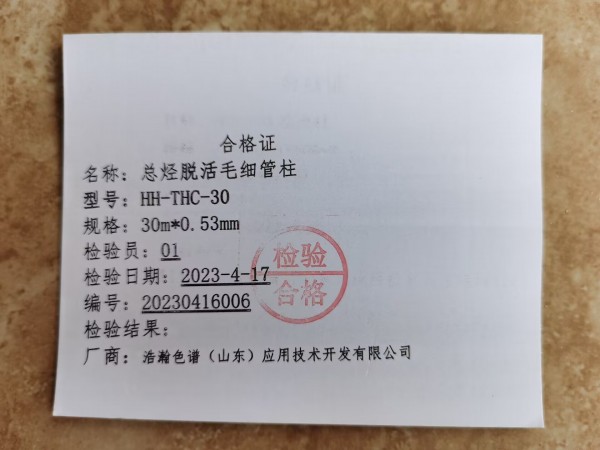 合格证
名称：总烃脱活毛细管柱
型号：HH-THC-30
规格：30m*0.53mm
检验员：01
检验日期：2023-4-17
编号：20230416006
检验结果：
厂商：浩瀚色谱（山东）应用技术开发有限公司
检验
合格